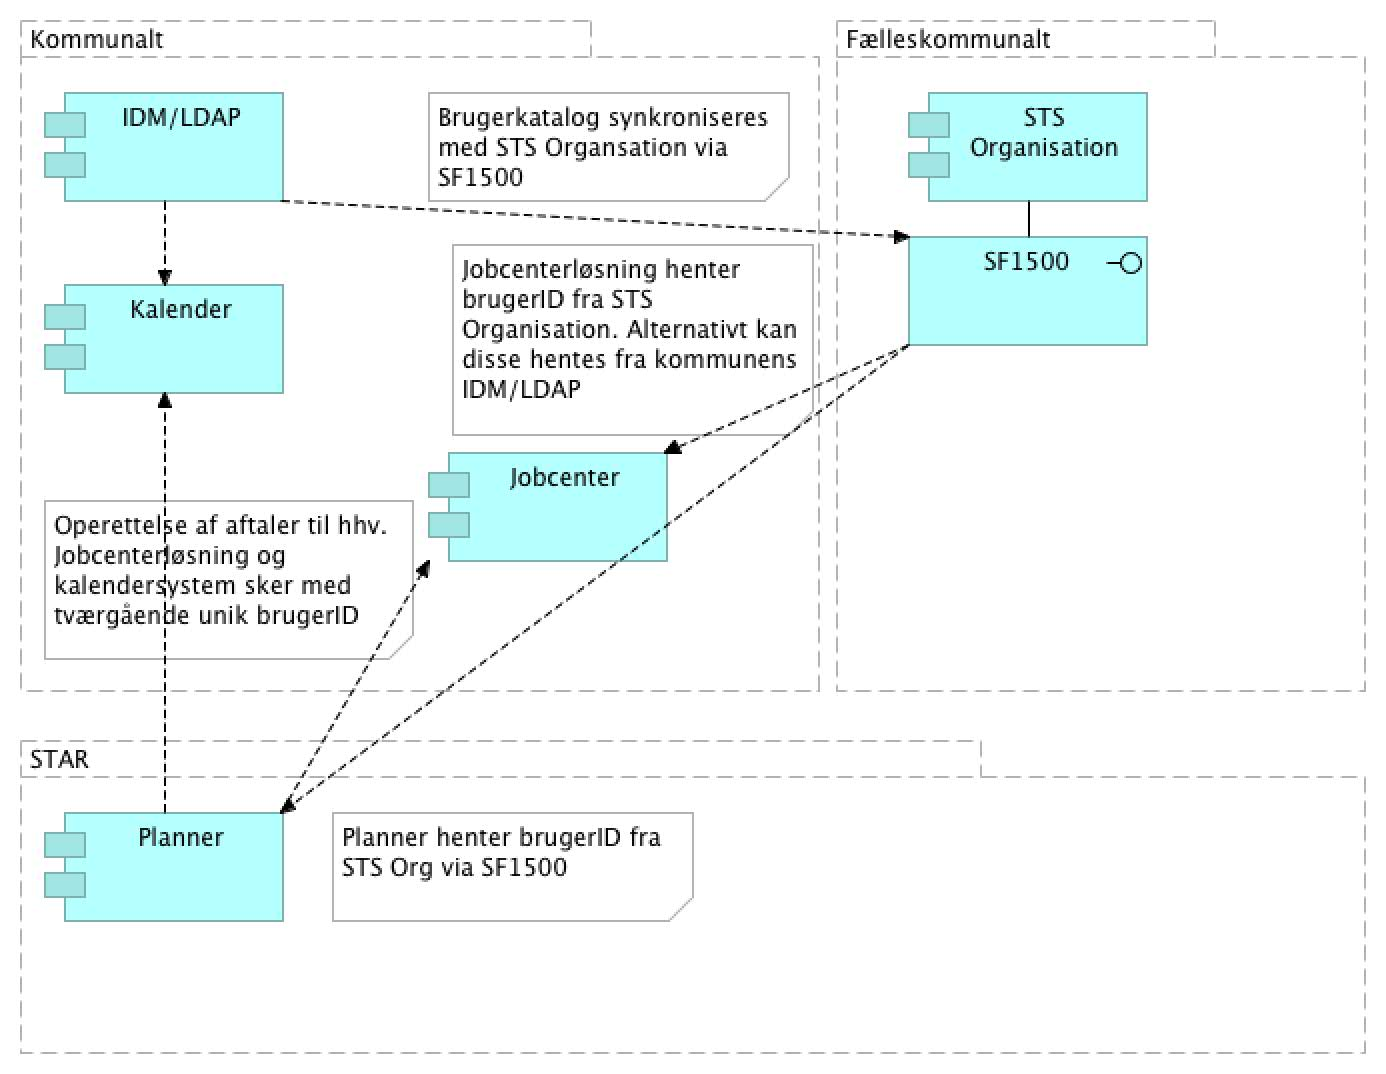 Kommunalt
IDM/LDAP
Brugerkatalog synkroniseres
med STS Organsation via
SF1500
Kalender
Jobcenterløsning henter
brugerID fra STS
Organisation. Alternativt kan
disse hentes fra kommunens
IDM/LDAP
Jobcenter
Operettelse af aftaler til hhv.
Jobcenterløsning og
kalendersystem sker med
tværgående unik brugerID
Fælleskommunalt
STS
Organisation
SF1500
STAR
Planner
Planner henter brugerID fra
STS Org via SF1500